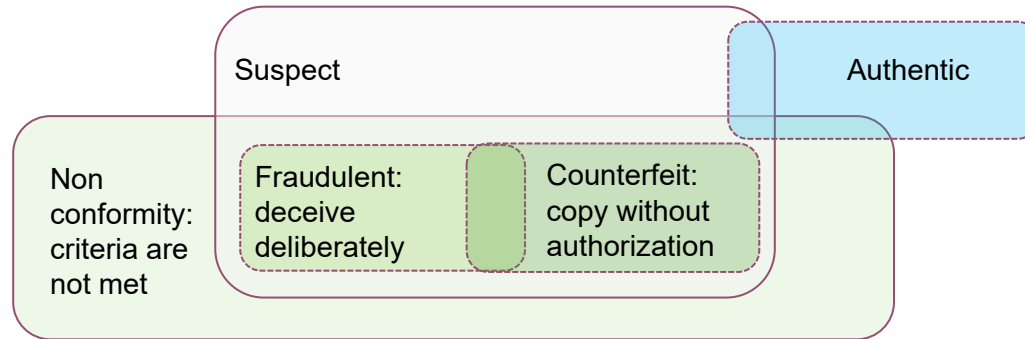 Suspect
Authentic
Non
conformity:
criteria are
not met
Fraudulent:
deceive
deliberately
Counterfeit:
copy without
authorization